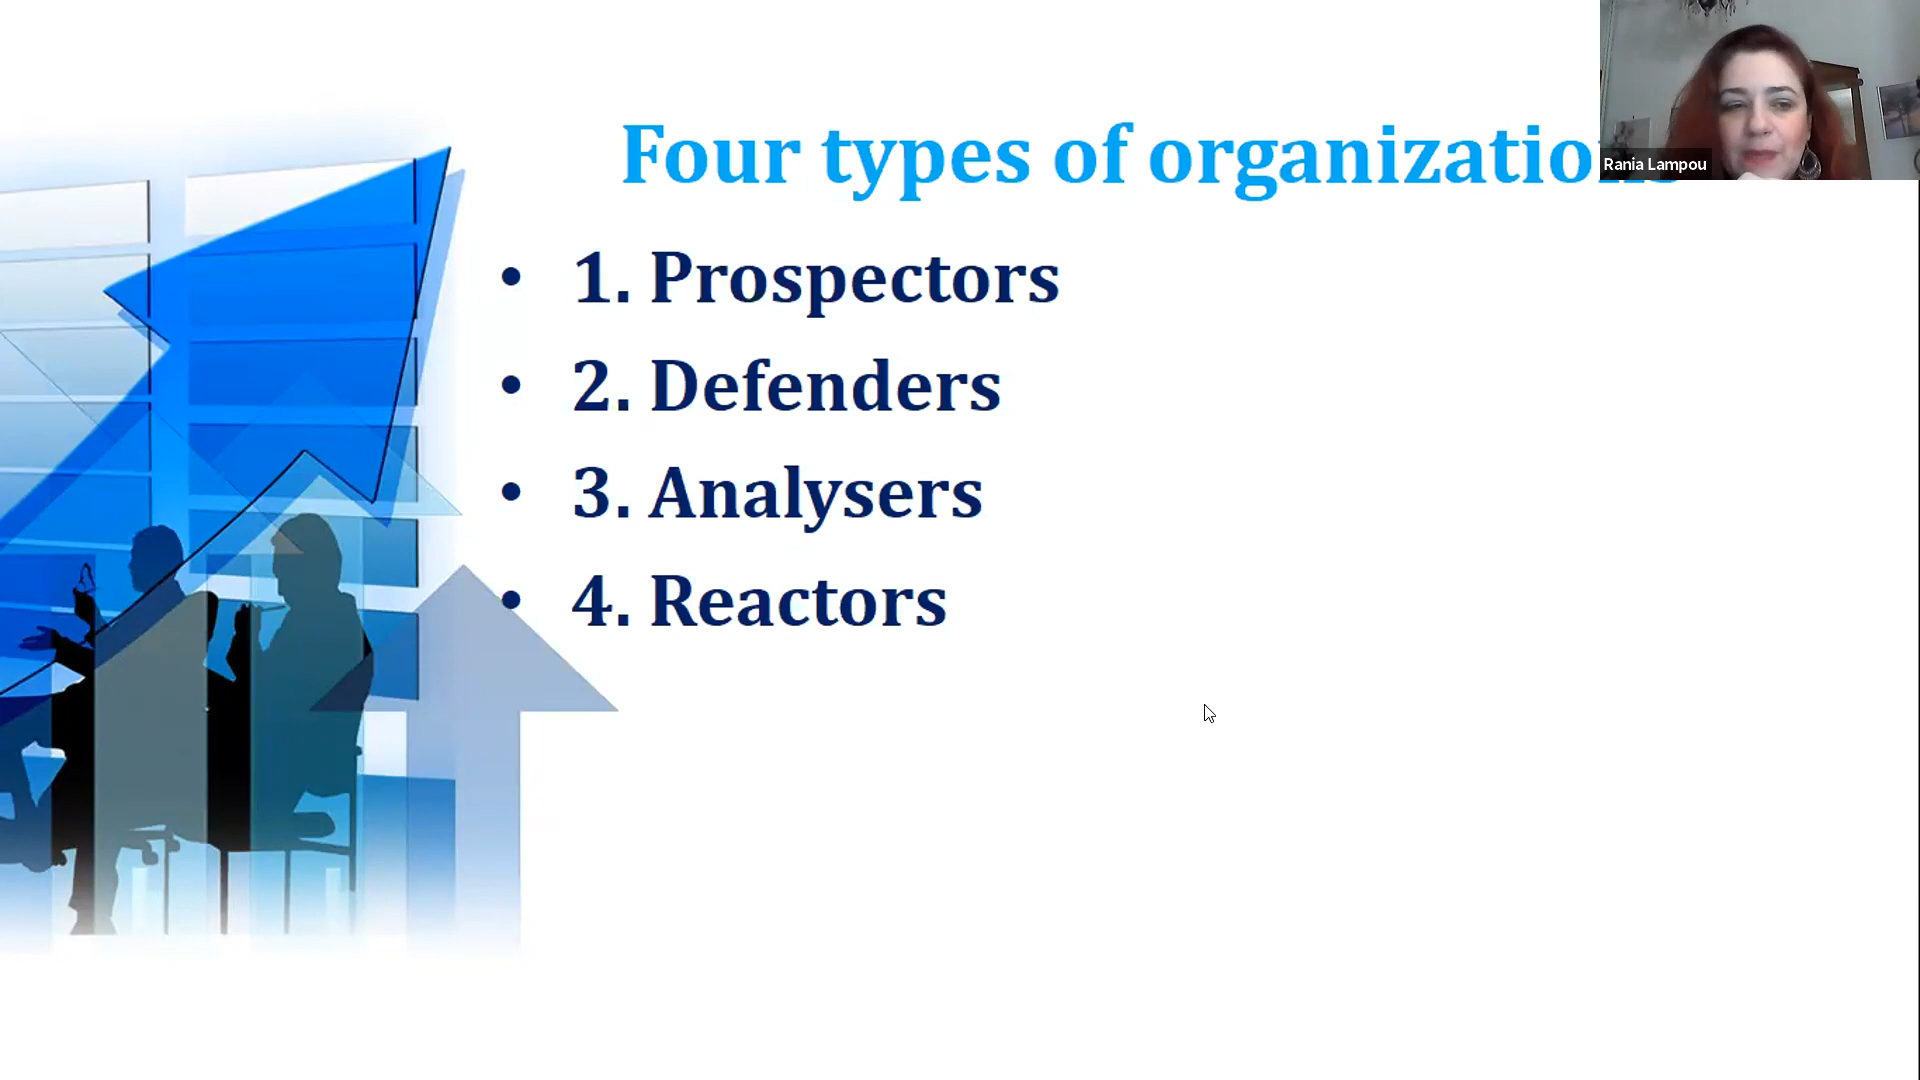 Four types of organizatio
Rania Lampou
• 1. Prospectors
• 2. Defenders
• 3. Analysers
• 4. Reactors